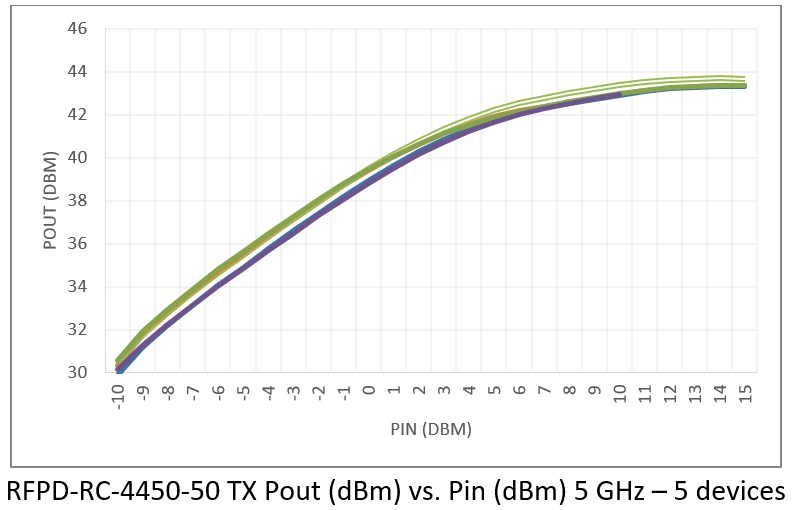 46
44
42
40
38
36
34
32
30
POUT (DBM)
-10 -9 -8 -7 -6 -5 -4 -3 -2 -1 0 1 2 3 4 5 6 7 8 9 10 11 12 13 14 15
PIN (DBM)
RFPD-RC-4450-50 TX Pout (dBm) vs. Pin (dBm) 5 GHz – 5 devices